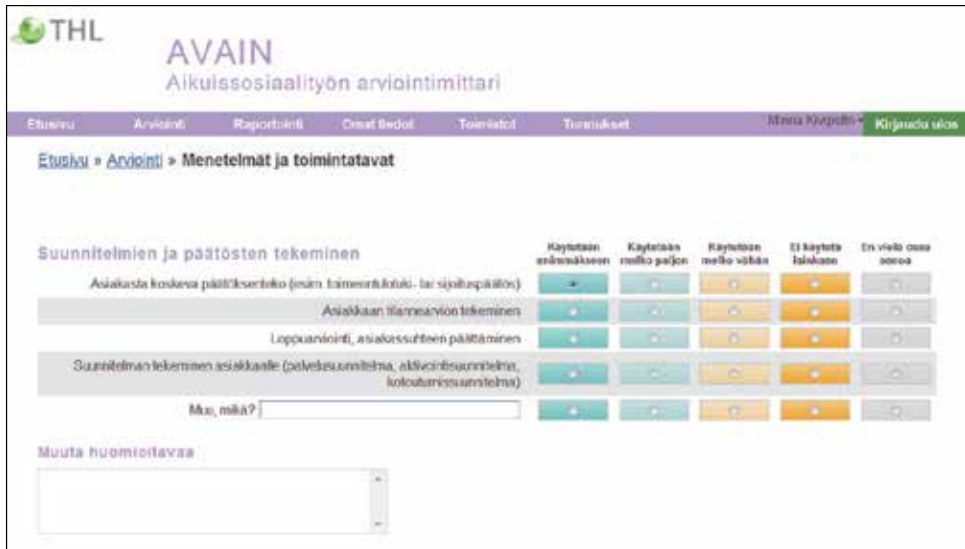 THL
AVAIN
Aikuissosiaalityön arviointimittari
Etusivu Arviointi Raportointi Omat tiedot Toimistot Tunnukset Minna Kivipelto Kirjaudu ulos
Etusivu » Arviointi » Menetelmät ja toimintatavat
Suunnitelmien ja päätösten tekeminen
Käytetään enimmäkseen
Käytetään melko paljon
Käytetään melko vähän
Ei käytetä lainkaan
En vielä osaa sanoa
Asiakasta koskeva päätöksenteko (esim. toimeentulotuki- tai sijoituspäätös)
Asiakkaan tilannearvion tekeminen
Loppuarviointi, asiakassuhteen päättäminen
Suunnitelman tekeminen asiakkaalle (palvelusuunnitelma, aktivointisuunnitelma,
kotoutumissuunnitelma)
Muu, mikä?
Muuta huomioitavaa